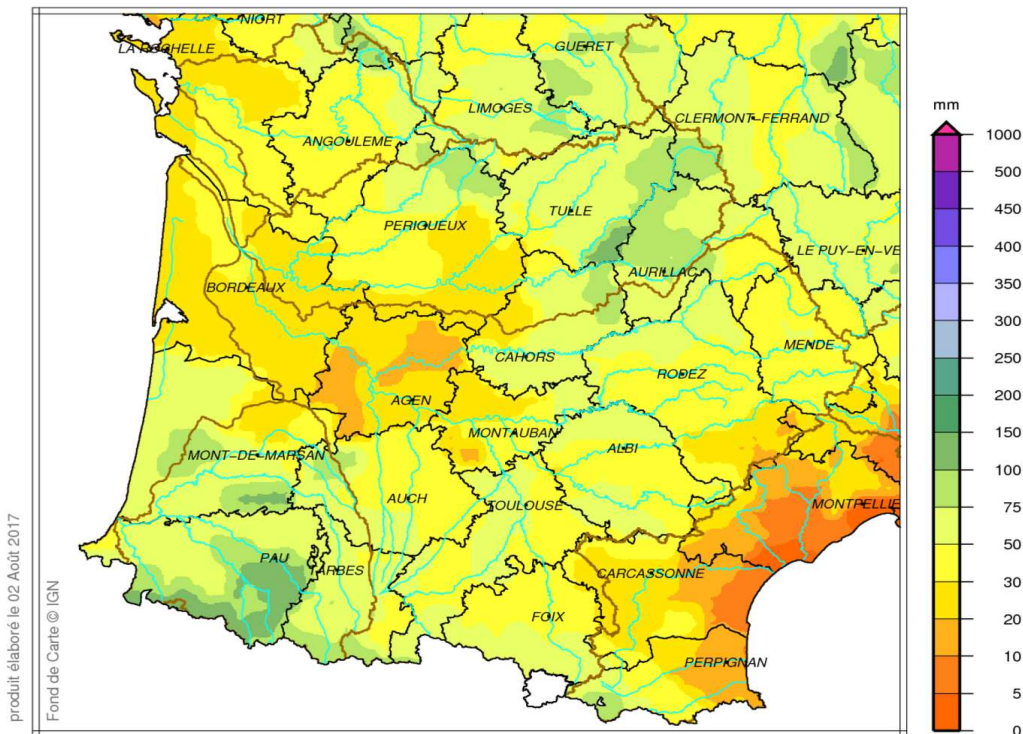 NIORT
LA ROCHELLE
GUERET
LIMOGES
CLERMONT-FERRAND
ANGOULEME
TULLE
PERIGUEUX
LE PUY-EN-VE
AURILLAC
BORDEAUX
CAHORS
MENDE
RODEZ
AGEN
MONTAUBAN
ALBI
MONT-DE-MARSAN
AUCH
TOULOUSE
MONTPELLIE
PAU
TARBES
CARCASSONNE
FOIX
PERPIGNAN
mm
1000
500
450
400
350
300
250
200
150
100
75
50
30
20
10
5
0
produit élaboré le 02 Août 2017
Fond de Carte © IGN